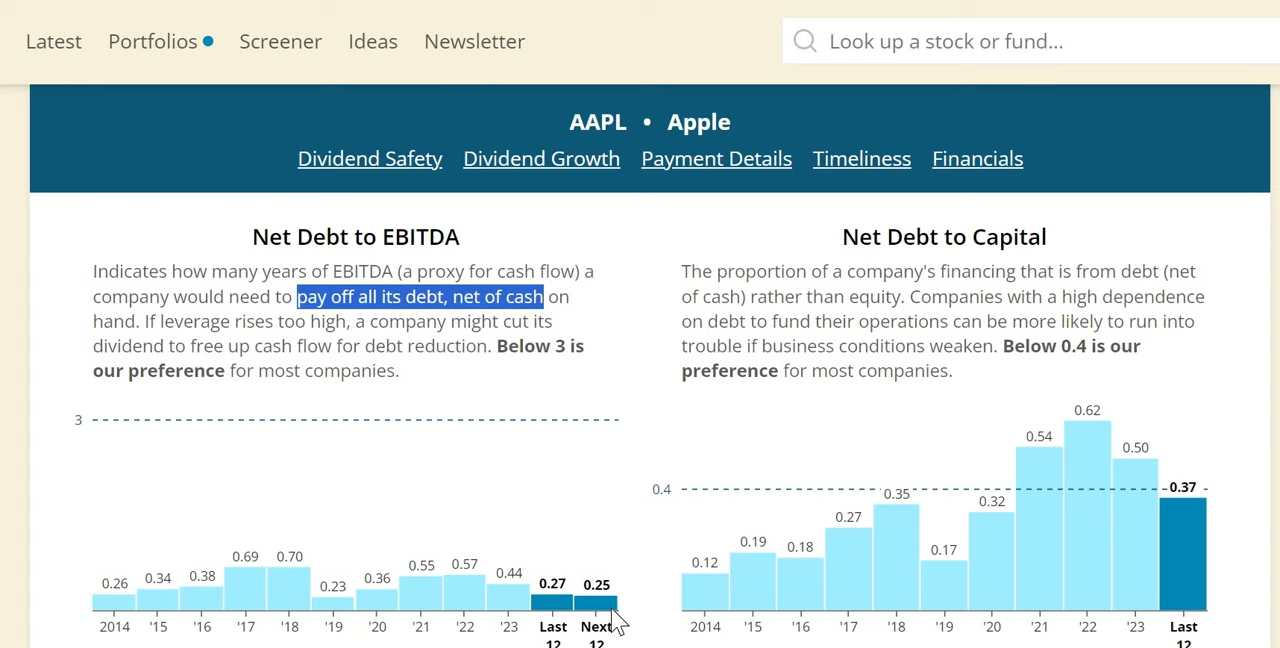 Latest Portfolios Screener Ideas Newsletter Look up a stock or fund...
AAPL • Apple
Dividend Safety Dividend Growth Payment Details Timeliness Financials
Net Debt to EBITDA
Indicates how many years of EBITDA (a proxy for cash flow) a
company would need to pay off all its debt, net of cash on
hand. If leverage rises too high, a company might cut its
dividend to free up cash flow for debt reduction. Below 3 is
our preference for most companies.
3
0.26 0.34 0.38 0.69 0.70 0.23 0.36 0.55 0.57 0.44 0.27 0.25
2014 '15 '16 '17 '18 '19 '20 '21 '22 '23 Last Next
12 12
Net Debt to Capital
The proportion of a company's financing that is from debt (net
of cash) rather than equity. Companies with a high dependence
on debt to fund their operations can be more likely to run into
trouble if business conditions weaken. Below 0.4 is our
preference for most companies.
0.4
0.12 0.19 0.18 0.27 0.35 0.17 0.32 0.54 0.62 0.50 0.37
2014 '15 '16 '17 '18 '19 '20 '21 '22 '23 Last
12